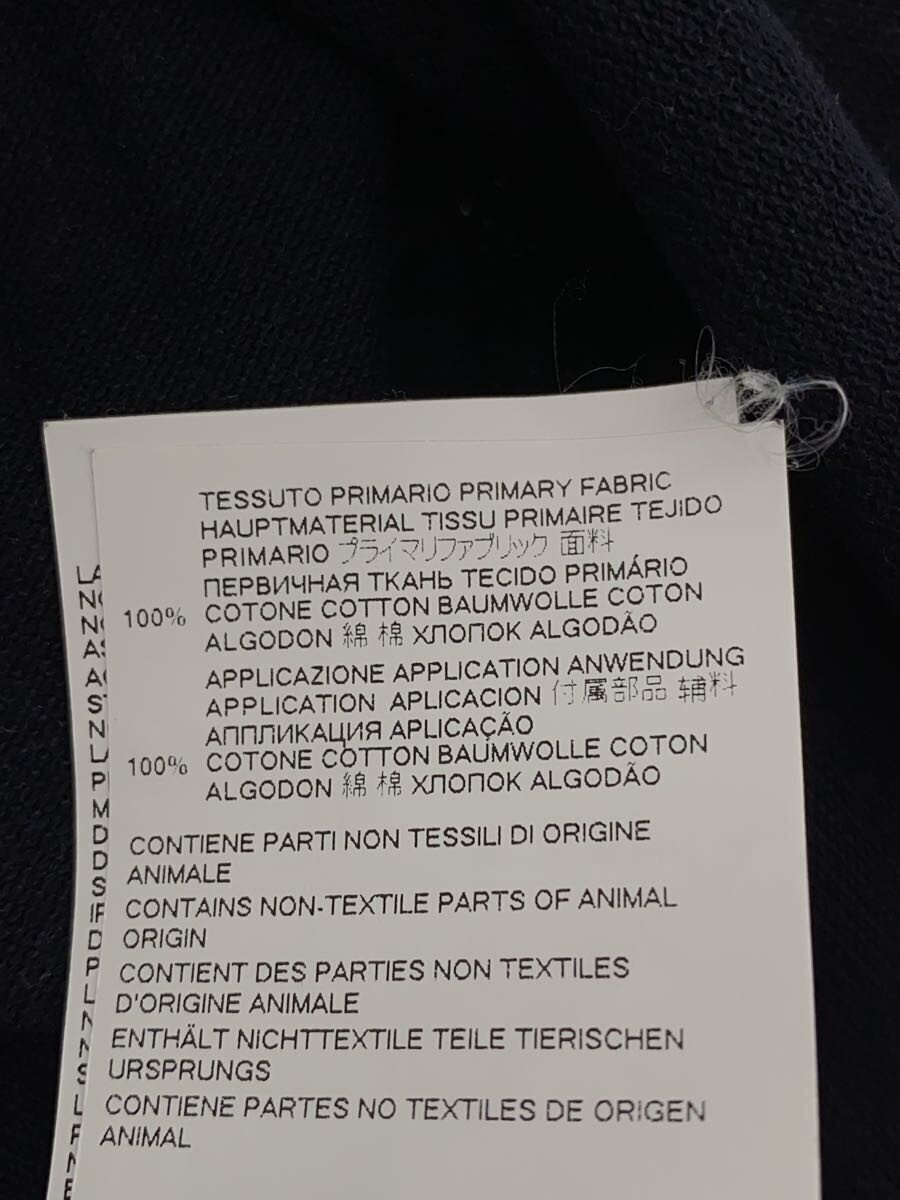 TESSUTO PRIMARIO PRIMARY FABRIC
HAUPTMATERIAL TISSU PRIMAIRE TEJIDO
PRIMARIO プライマリファブリック 面料
ПЕРВИЧНАЯ ТКАНЬ TECIDO PRIMÁRIO
100% COTONE COTTON BAUMWOLLE COTON
ALGODON 綿 棉 ХЛОПОК ALGODÃO
APPLICAZIONE APPLICATION ANWENDUNG
APPLICATION APLICACION 付属部品 辅料
АППЛИКАЦИЯ APLICAÇÃO
100% COTONE COTTON BAUMWOLLE COTON
ALGODON 綿 棉 ХЛОПОК ALGODÃO
CONTIENE PARTI NON TESSILI DI ORIGINE
ANIMALE
CONTAINS NON-TEXTILE PARTS OF ANIMAL
ORIGIN
CONTIENT DES PARTIES NON TEXTILES
D'ORIGINE ANIMALE
ENTHÄLT NICHTTEXTILE TEILE TIERISCHEN
URSPRUNGS
CONTIENE PARTES NO TEXTILES DE ORIGEN
ANIMAL